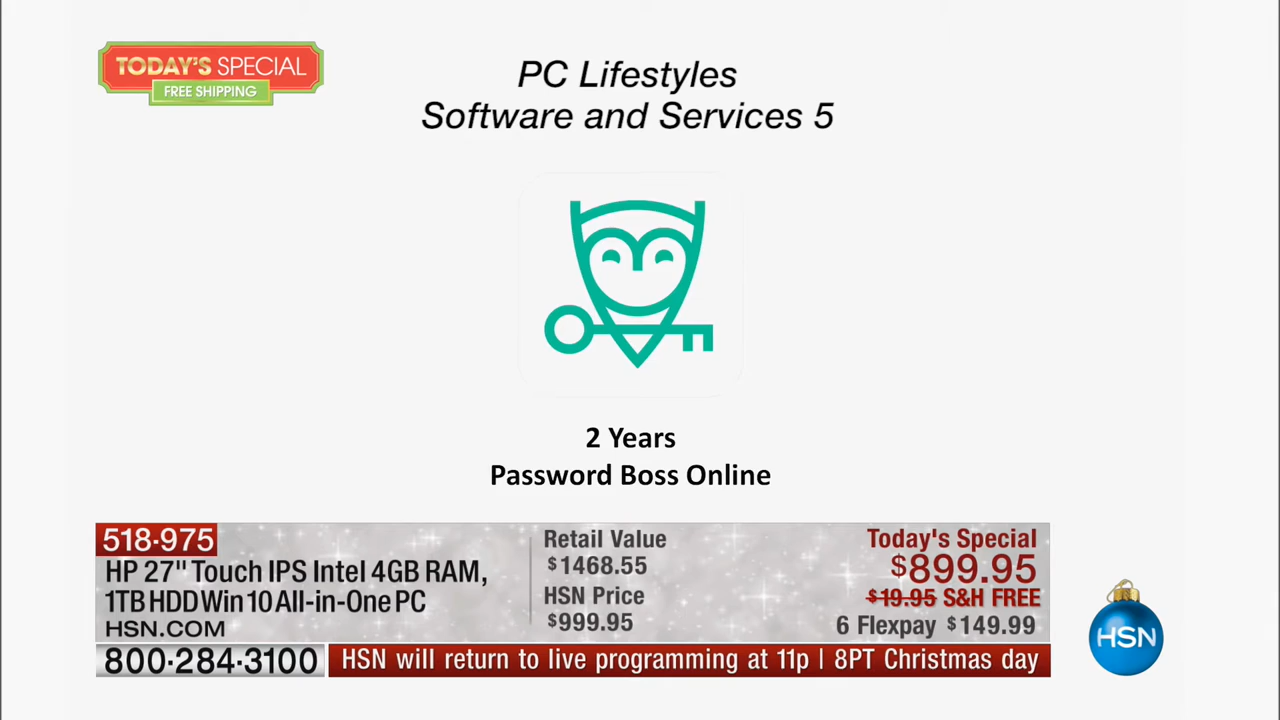 TODAY'S SPECIAL
FREE SHIPPING
PC Lifestyles
Software and Services 5
2 Years
Password Boss Online
518-975
HP 27" Touch IPS Intel 4GB RAM,
1TB HDD Win 10 All-in-One PC
HSN.COM
Retail Value
$1468.55
HSN Price
$999.95
Today's Special
$899.95
$19.95 S&H FREE
6 Flexpay $149.99
HSN
800-284-3100
HSN will return to live programming at 11p | 8PT Christmas day